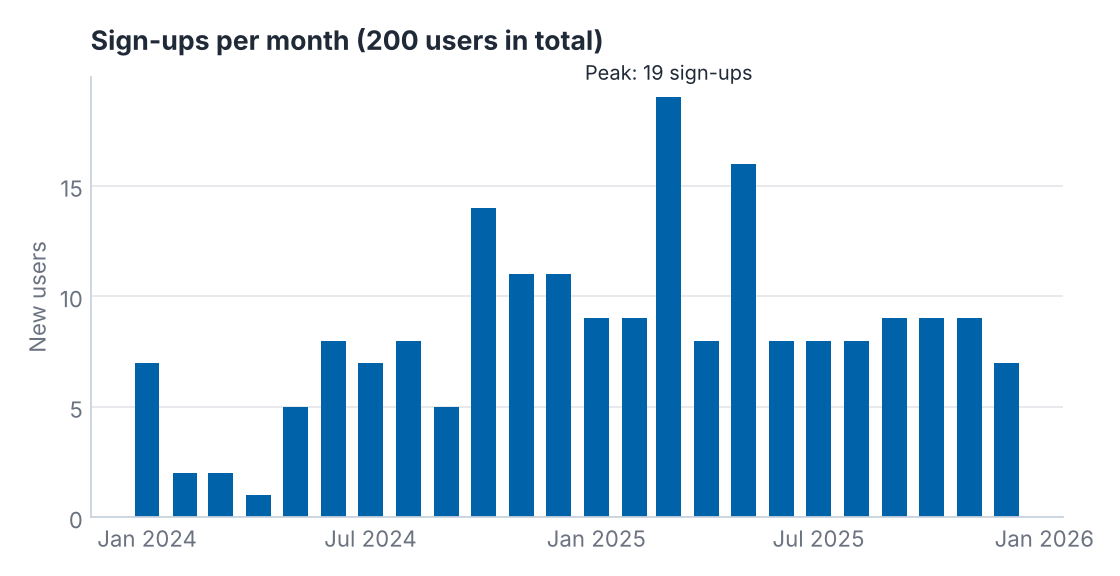 Sign-ups per month (200 users in total)
Peak: 19 sign-ups
New users
15
10
5
0
Jan 2024
Jul 2024
Jan 2025
Jul 2025
Jan 2026